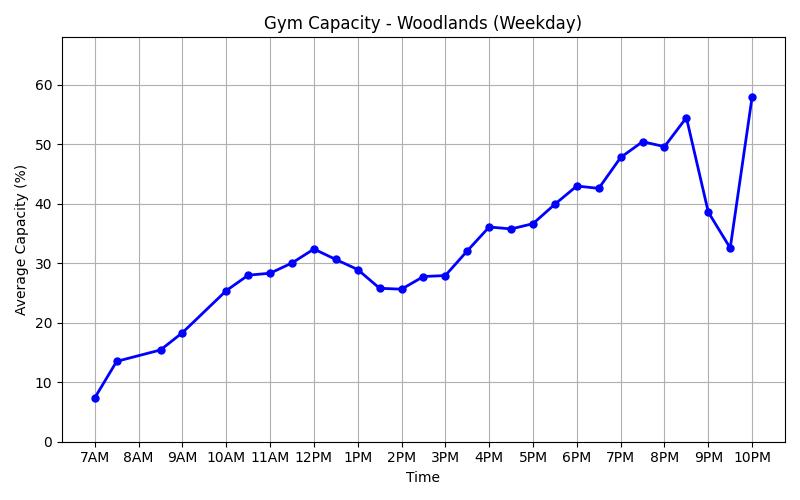 Gym Capacity - Woodlands (Weekday)
60
50
40
30
20
10
0
Average Capacity (%)
7AM 8AM 9AM 10AM 11AM 12PM 1PM 2PM 3PM 4PM 5PM 6PM 7PM 8PM 9PM 10PM
Time